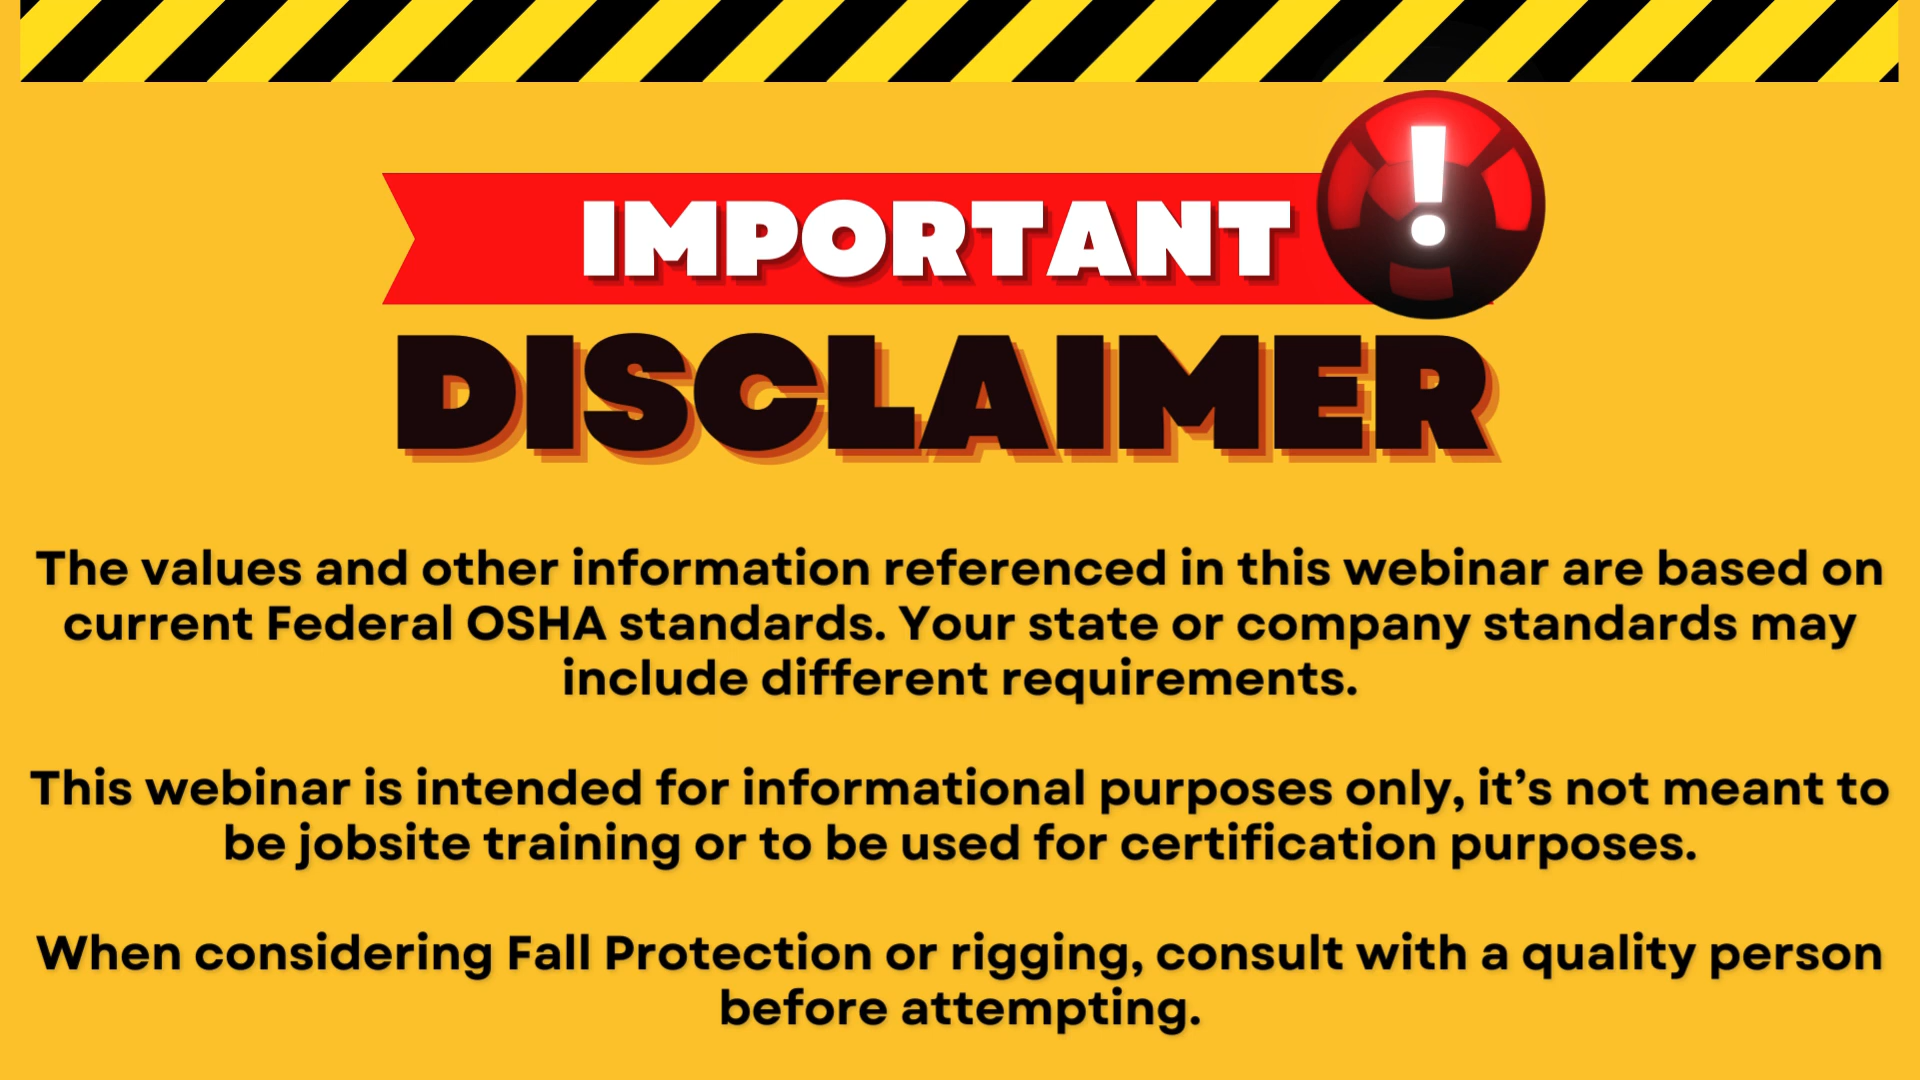 IMPORTANT !
DISCLAIMER
The values and other information referenced in this webinar are based on
current Federal OSHA standards. Your state or company standards may
include different requirements.
This webinar is intended for informational purposes only, it’s not meant to
be jobsite training or to be used for certification purposes.
When considering Fall Protection or rigging, consult with a quality person
before attempting.